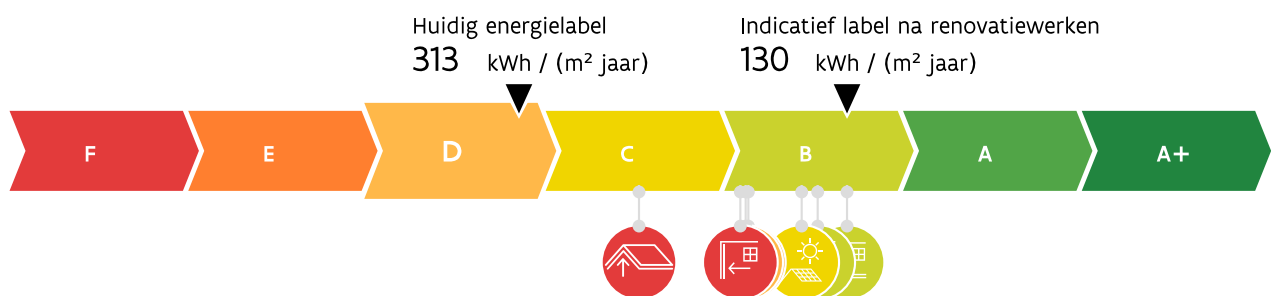 Huidig energielabel
313 kWh / (m² jaar)
Indicatief label na renovatiewerken
130 kWh / (m² jaar)
F E D C B A A+